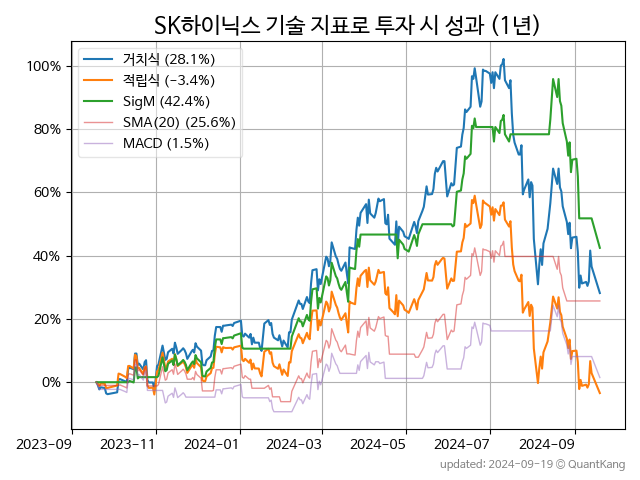 SK하이닉스 기술 지표로 투자 시 성과 (1년)
거치식 (28.1%)
적립식 (-3.4%)
SigM (42.4%)
SMA(20) (25.6%)
MACD (1.5%)
100%
80%
60%
40%
20%
0%
2023-09 2023-11 2024-01 2024-03 2024-05 2024-07 2024-09
updated: 2024-09-19 @ QuantKang